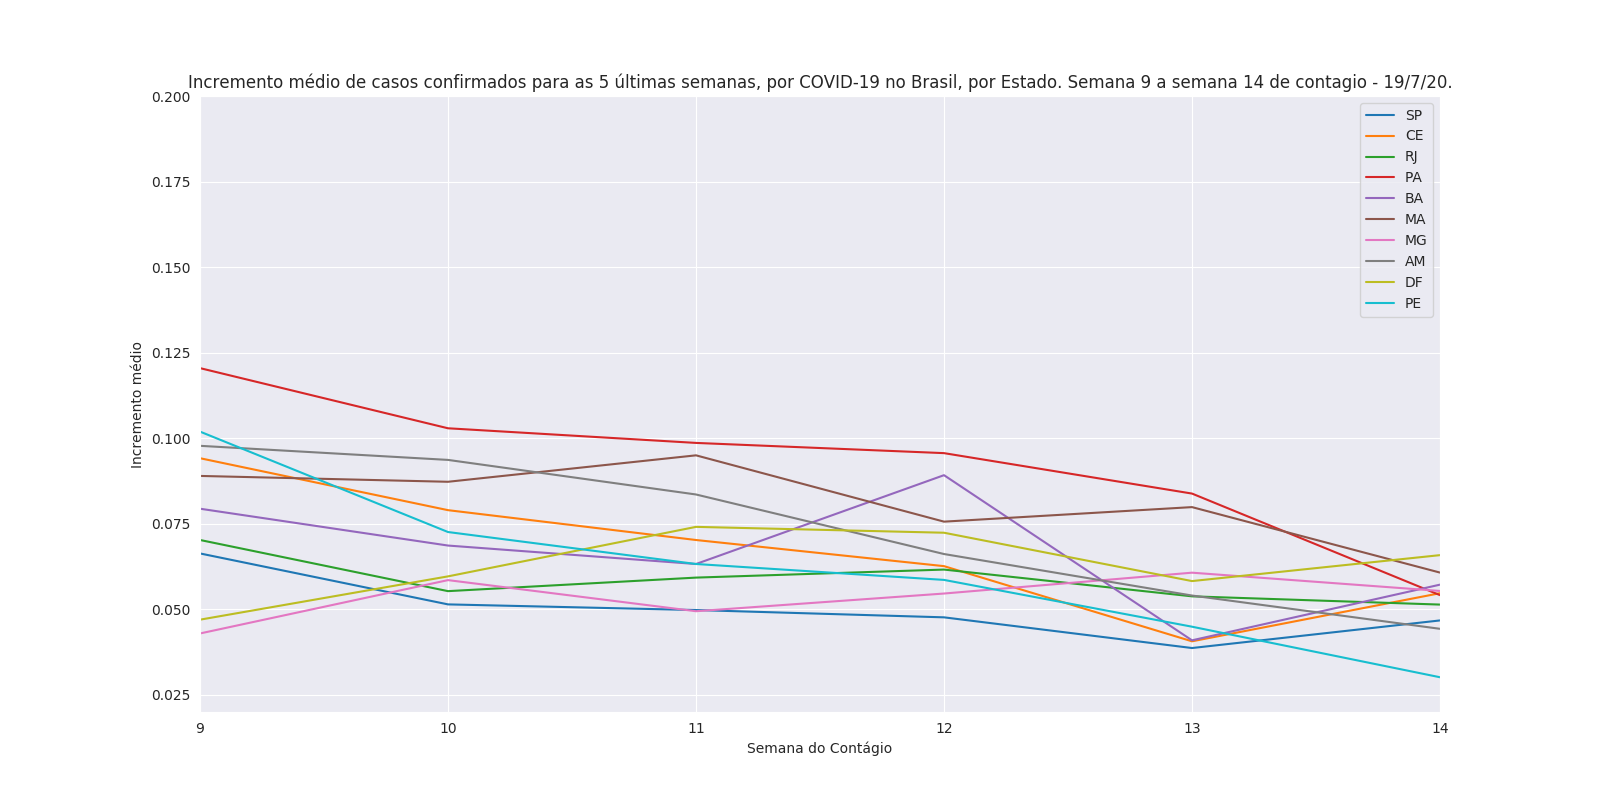 Incremento médio de casos confirmados para as 5 últimas semanas, por COVID-19 no Brasil, por Estado. Semana 9 a semana 14 de contagio - 19/7/20.
0.200
0.175
0.150
0.125
0.100
0.075
0.050
0.025
Incremento médio
SP
CE
RJ
PA
BA
MA
MG
AM
DF
PE
9 10 11 12 13 14
Semana do Contágio